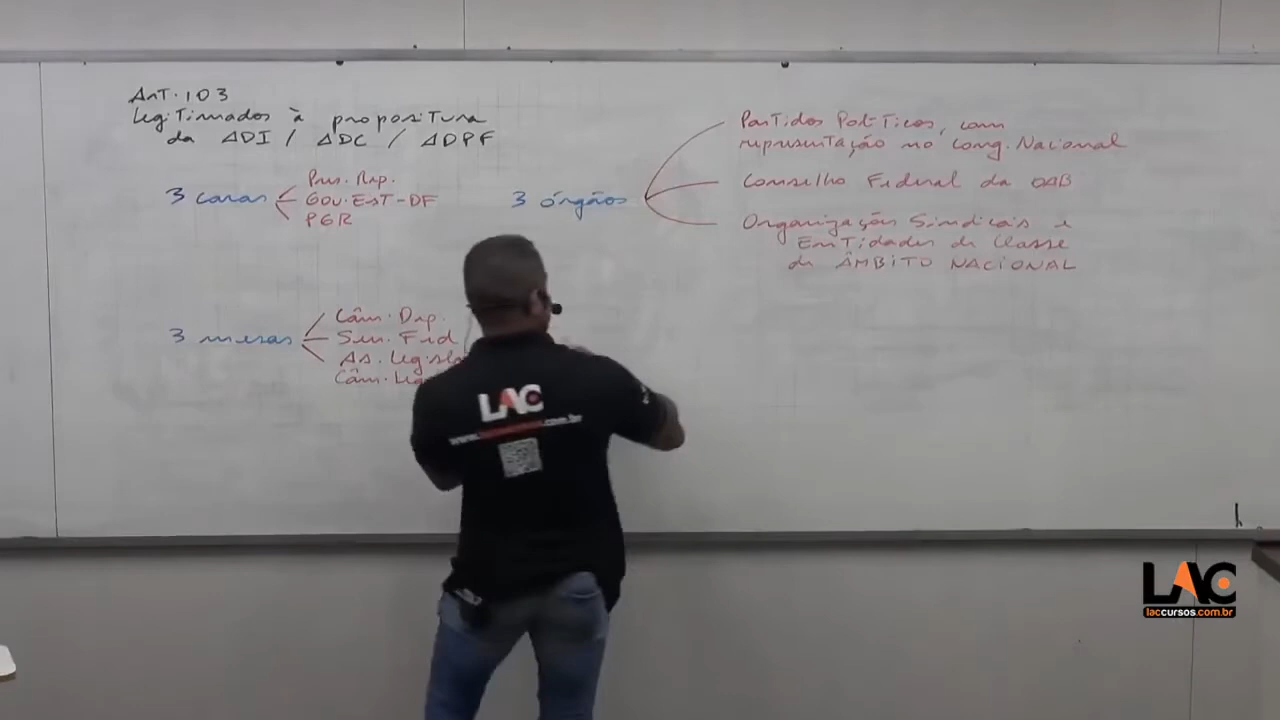 Art. 103
Legitimados à propositura
da ADI / ADC / ADPF
3 caras
Pres. Rep.
GOV. EST-DF
PGR
3 mesas
Câm. Dep.
Sen. Fed
As. Legisla
Câm. Leg
3 órgãos
Partidos Políticos, com
representação no Cong. Nacional
Conselho Federal da OAB
Organizações Sindicais e
Entidades de Classe
de ÂMBITO NACIONAL
LAC
LAC
laccursos.com.br